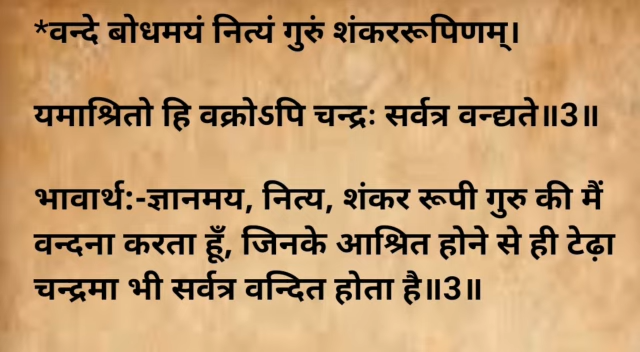 *वन्दे बोधमयं नित्यं गुरुं शंकररूपिणम्।
यमाश्रितो हि वक्रोऽपि चन्द्रः सर्वत्र वन्द्यते॥3॥
भावार्थ:-ज्ञानमय, नित्य, शंकर रूपी गुरु की मैं
वन्दना करता हूँ, जिनके आश्रित होने से ही टेढ़ा
चन्द्रमा भी सर्वत्र वन्दित होता है॥3॥